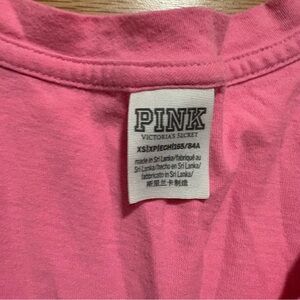 PINK
VICTORIA'S SECRET
XS|XP|ECH|165/84A
made in Sri Lanka/fabriqué au
Sri Lanka/hecho en Sri Lanka/
fabbricato in Sri Lanka/
斯里兰卡制造